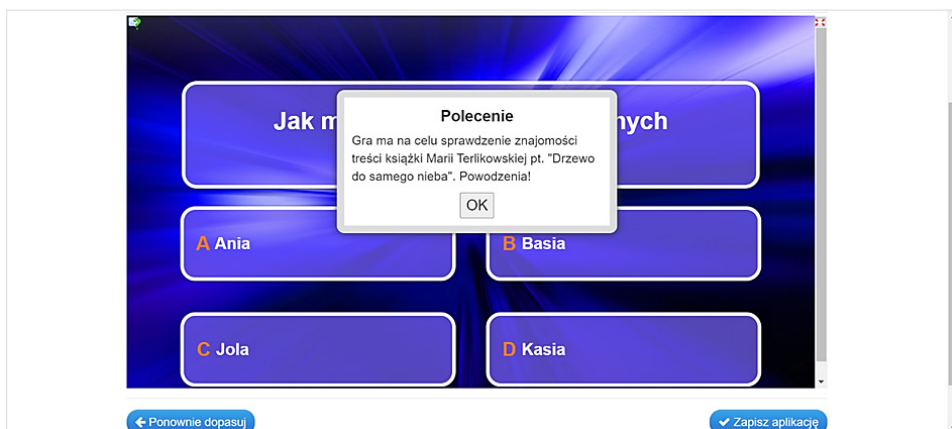 Polecenie
Gra ma na celu sprawdzenie znajomości
treści książki Marii Terlikowskiej pt. "Drzewo
do samego nieba". Powodzenia!
OK
Jak
A Ania
B Basia
C Jola
D Kasia
Ponownie dopasuj
Zapisz aplikację